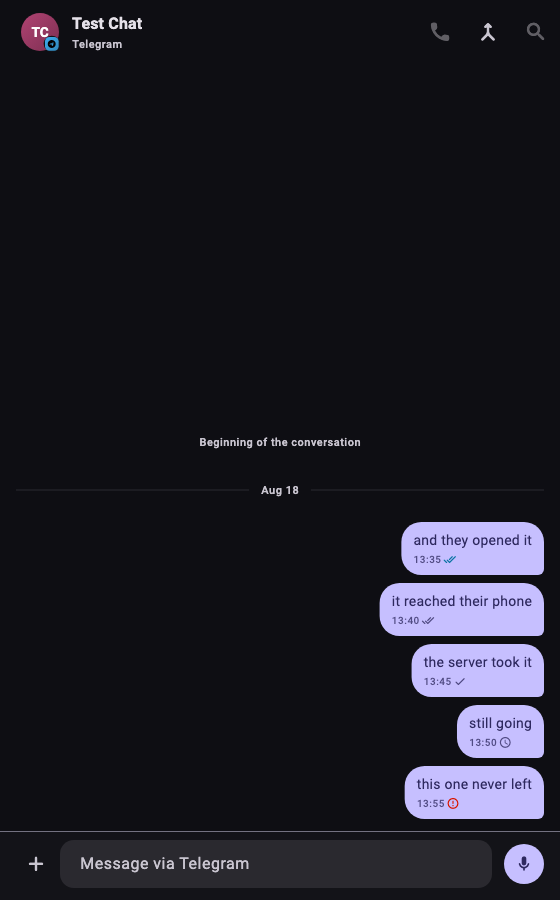 TC
Test Chat
Telegram
Beginning of the conversation
Aug 18
and they opened it
13:35
it reached their phone
13:40
the server took it
13:45
still going
13:50
this one never left
13:55
Message via Telegram